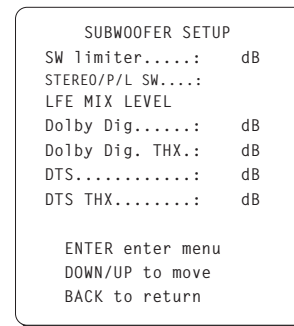 SUBWOOFER SETUP
SW limiter.....: dB
STEREO/P/L SW....:
LFE MIX LEVEL
Dolby Dig......: dB
Dolby Dig. THX.: dB
DTS............: dB
DTS THX........: dB
ENTER enter menu
DOWN/UP to move
BACK to return